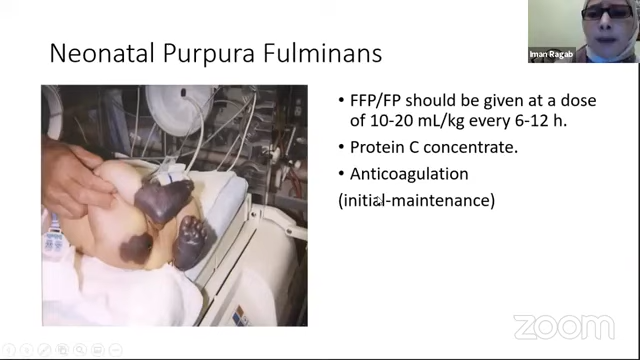 Iman Ragab
Neonatal Purpura Fulminans
• FFP/FP should be given at a dose
of 10-20 mL/kg every 6-12 h.
• Protein C concentrate.
• Anticoagulation
(initial-maintenance)
zoom